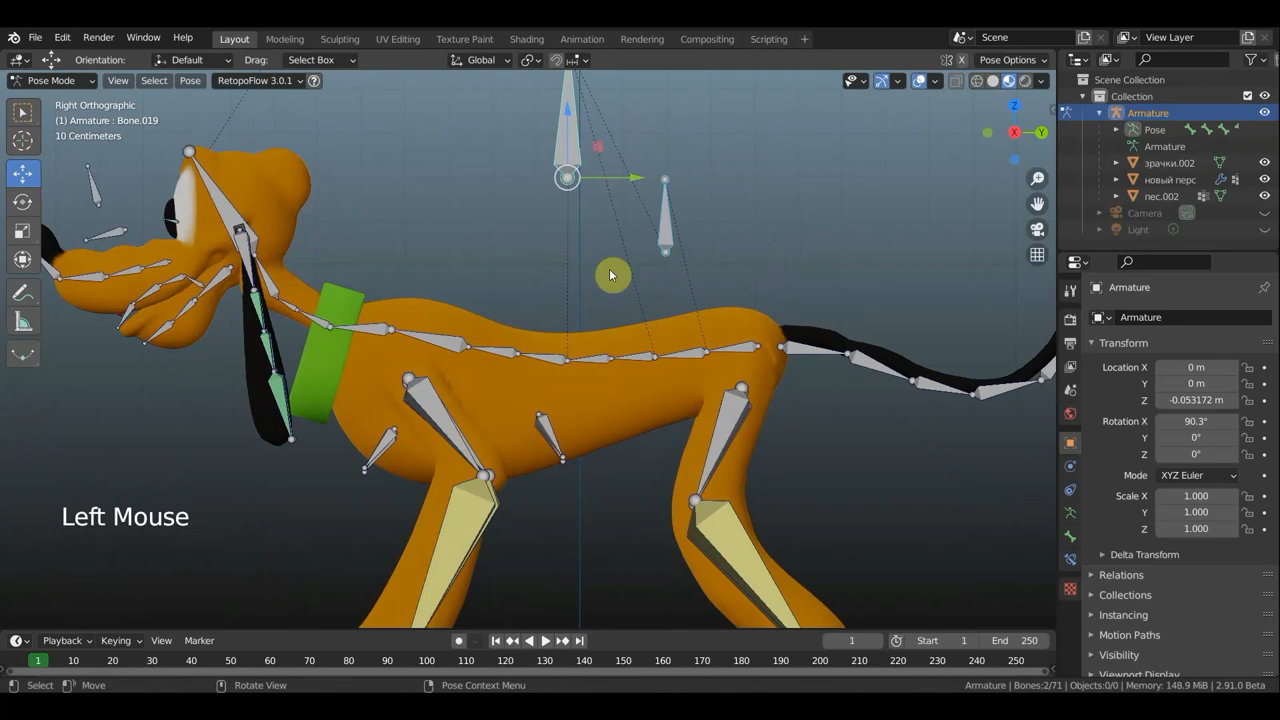 File Edit Render Window Help Layout Modeling Sculpting UV Editing Texture Paint Shading Animation Rendering Compositing Scripting + Scene View Layer
Orientation: Default Drag: Select Box Global X Pose Options
Pose Mode View Select Pose RetopoFlow 3.0.1
Right Orthographic
(1) Armature : Bone.019
10 Centimeters
Z
X
Y
Left Mouse
Scene Collection
Collection
Armature
Pose
Armature
зрачки.002
новый перс
пес.002
Camera
Light
Armature
Armature
Transform
Location X 0 m
Y 0 m
Z -0.053172 m
Rotation X 90.3°
Y 0°
Z 0°
Mode XYZ Euler
Scale X 1.000
Y 1.000
Z 1.000
Delta Transform
Relations
Collections
Instancing
Motion Paths
Visibility
Viewport Display
Playback Keying View Marker 1 Start 1 End 250
1 10 20 30 40 50 60 70 80 90 100 110 120 130 140 150 160 170 180 190 200 210 220 230 240 250
Select Move Rotate View Pose Context Menu Armature | Bones:2/71 | Objects:0/0 | Memory: 148.9 MiB | 2.91.0 Beta